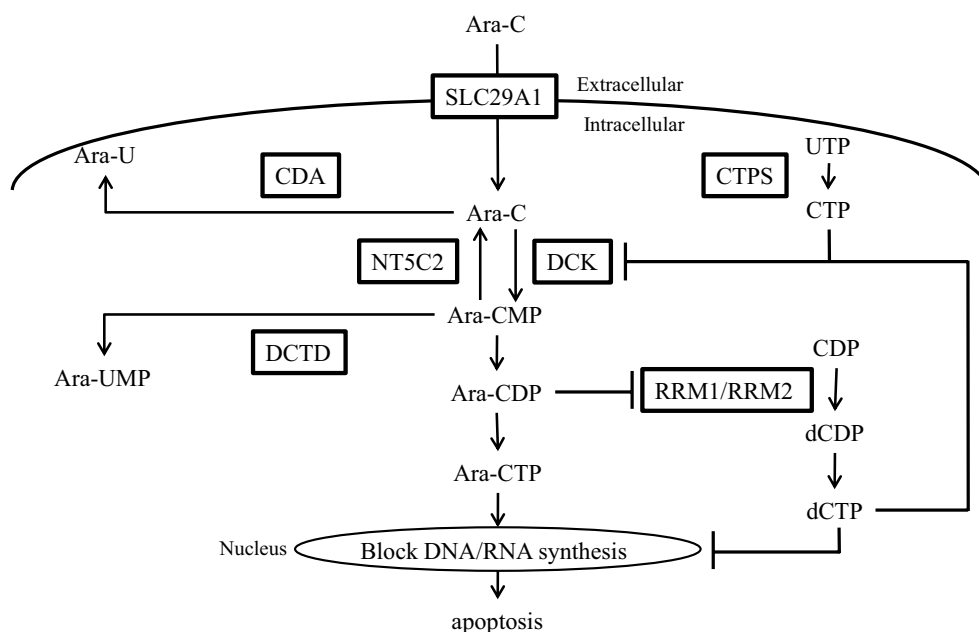 Ara-C
SLC29A1
Extracellular
Intracellular
Ara-U
CDA
CTPS
UTP
CTP
Ara-C
NT5C2
DCK
Ara-CMP
DCTD
Ara-UMP
CDP
Ara-CDP
RRM1/RRM2
dCDP
Ara-CTP
dCTP
Nucleus
Block DNA/RNA synthesis
apoptosis